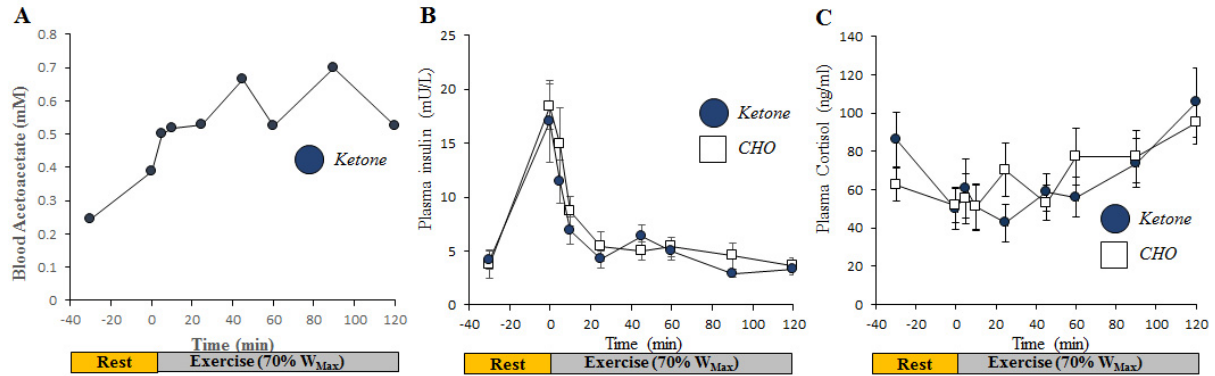 A
Blood Acetoacetate (mM)
0.8
0.7
0.6
0.5
0.4
0.3
0.2
0.1
0
Ketone
-40 -20 0 20 40 60 80 100 120
Time (min)
Rest Exercise (70% WMax)
B
Plasma insulin (mU/L)
25
20
15
10
5
0
Ketone
CHO
-40 -20 0 20 40 60 80 100 120
Time (min)
Rest Exercise (70% WMax)
C
Plasma Cortisol (ng/ml)
140
120
100
80
60
40
20
0
Ketone
CHO
-40 -20 0 20 40 60 80 100 120
Time (min)
Rest Exercise (70% WMax)